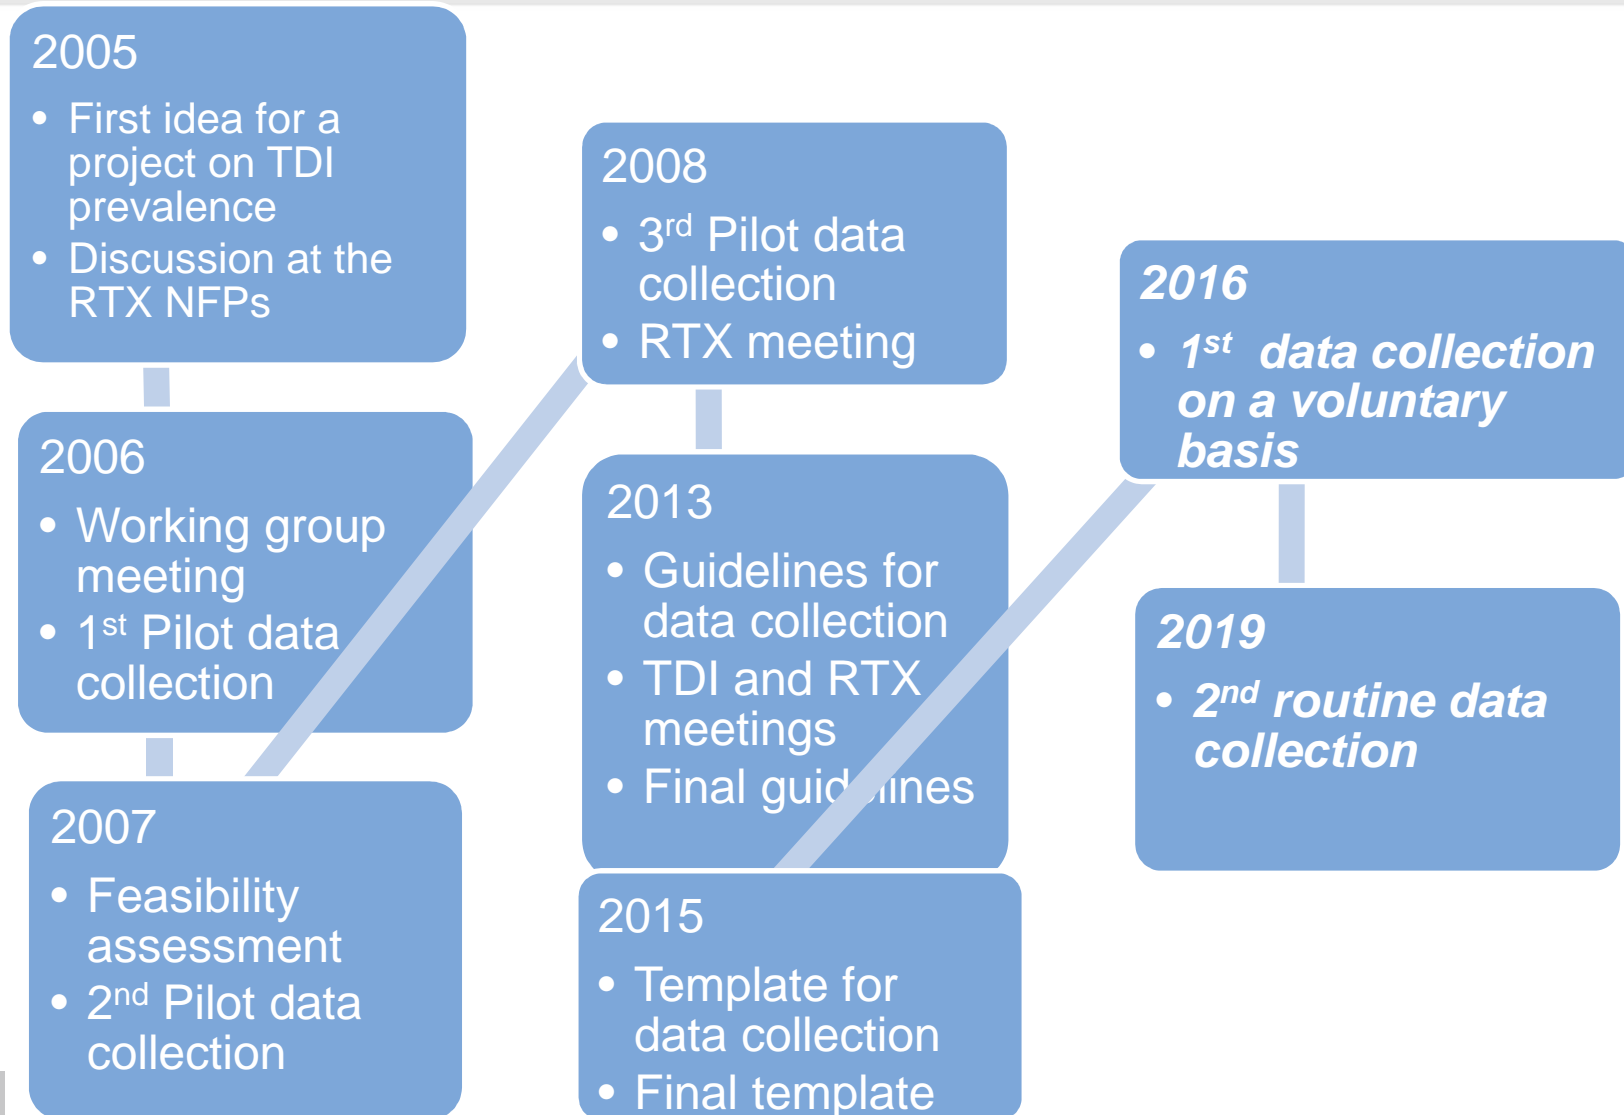 2005
• First idea for a
project on TDI
prevalence
• Discussion at the
RTX NFPs
2006
• Working group
meeting
• 1st Pilot data
collection
2007
• Feasibility
assessment
• 2nd Pilot data
collection
2008
• 3rd Pilot data
collection
• RTX meeting
2013
• Guidelines for
data collection
• TDI and RTX
meetings
• Final guidelines
2015
• Template for
data collection
• Final template
2016
• 1st data collection
on a voluntary
basis
2019
• 2nd routine data
collection